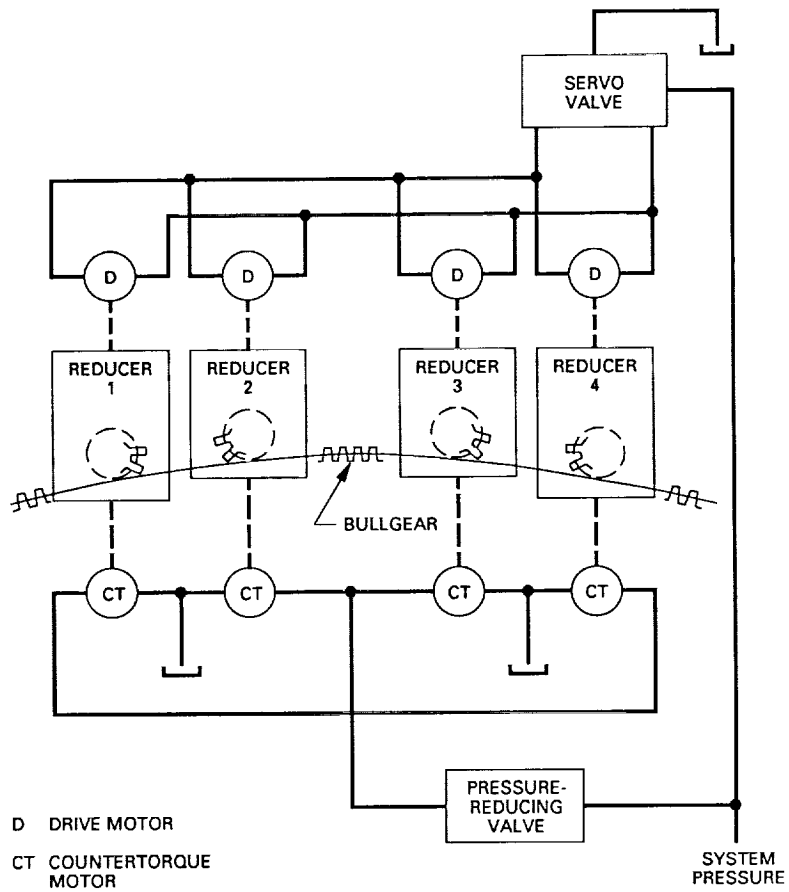 SERVO
VALVE
D
D
D
D
REDUCER
1
REDUCER
2
REDUCER
3
REDUCER
4
BULLGEAR
CT
CT
CT
CT
PRESSURE-
REDUCING
VALVE
D DRIVE MOTOR
CT COUNTERTORQUE
MOTOR
SYSTEM
PRESSURE